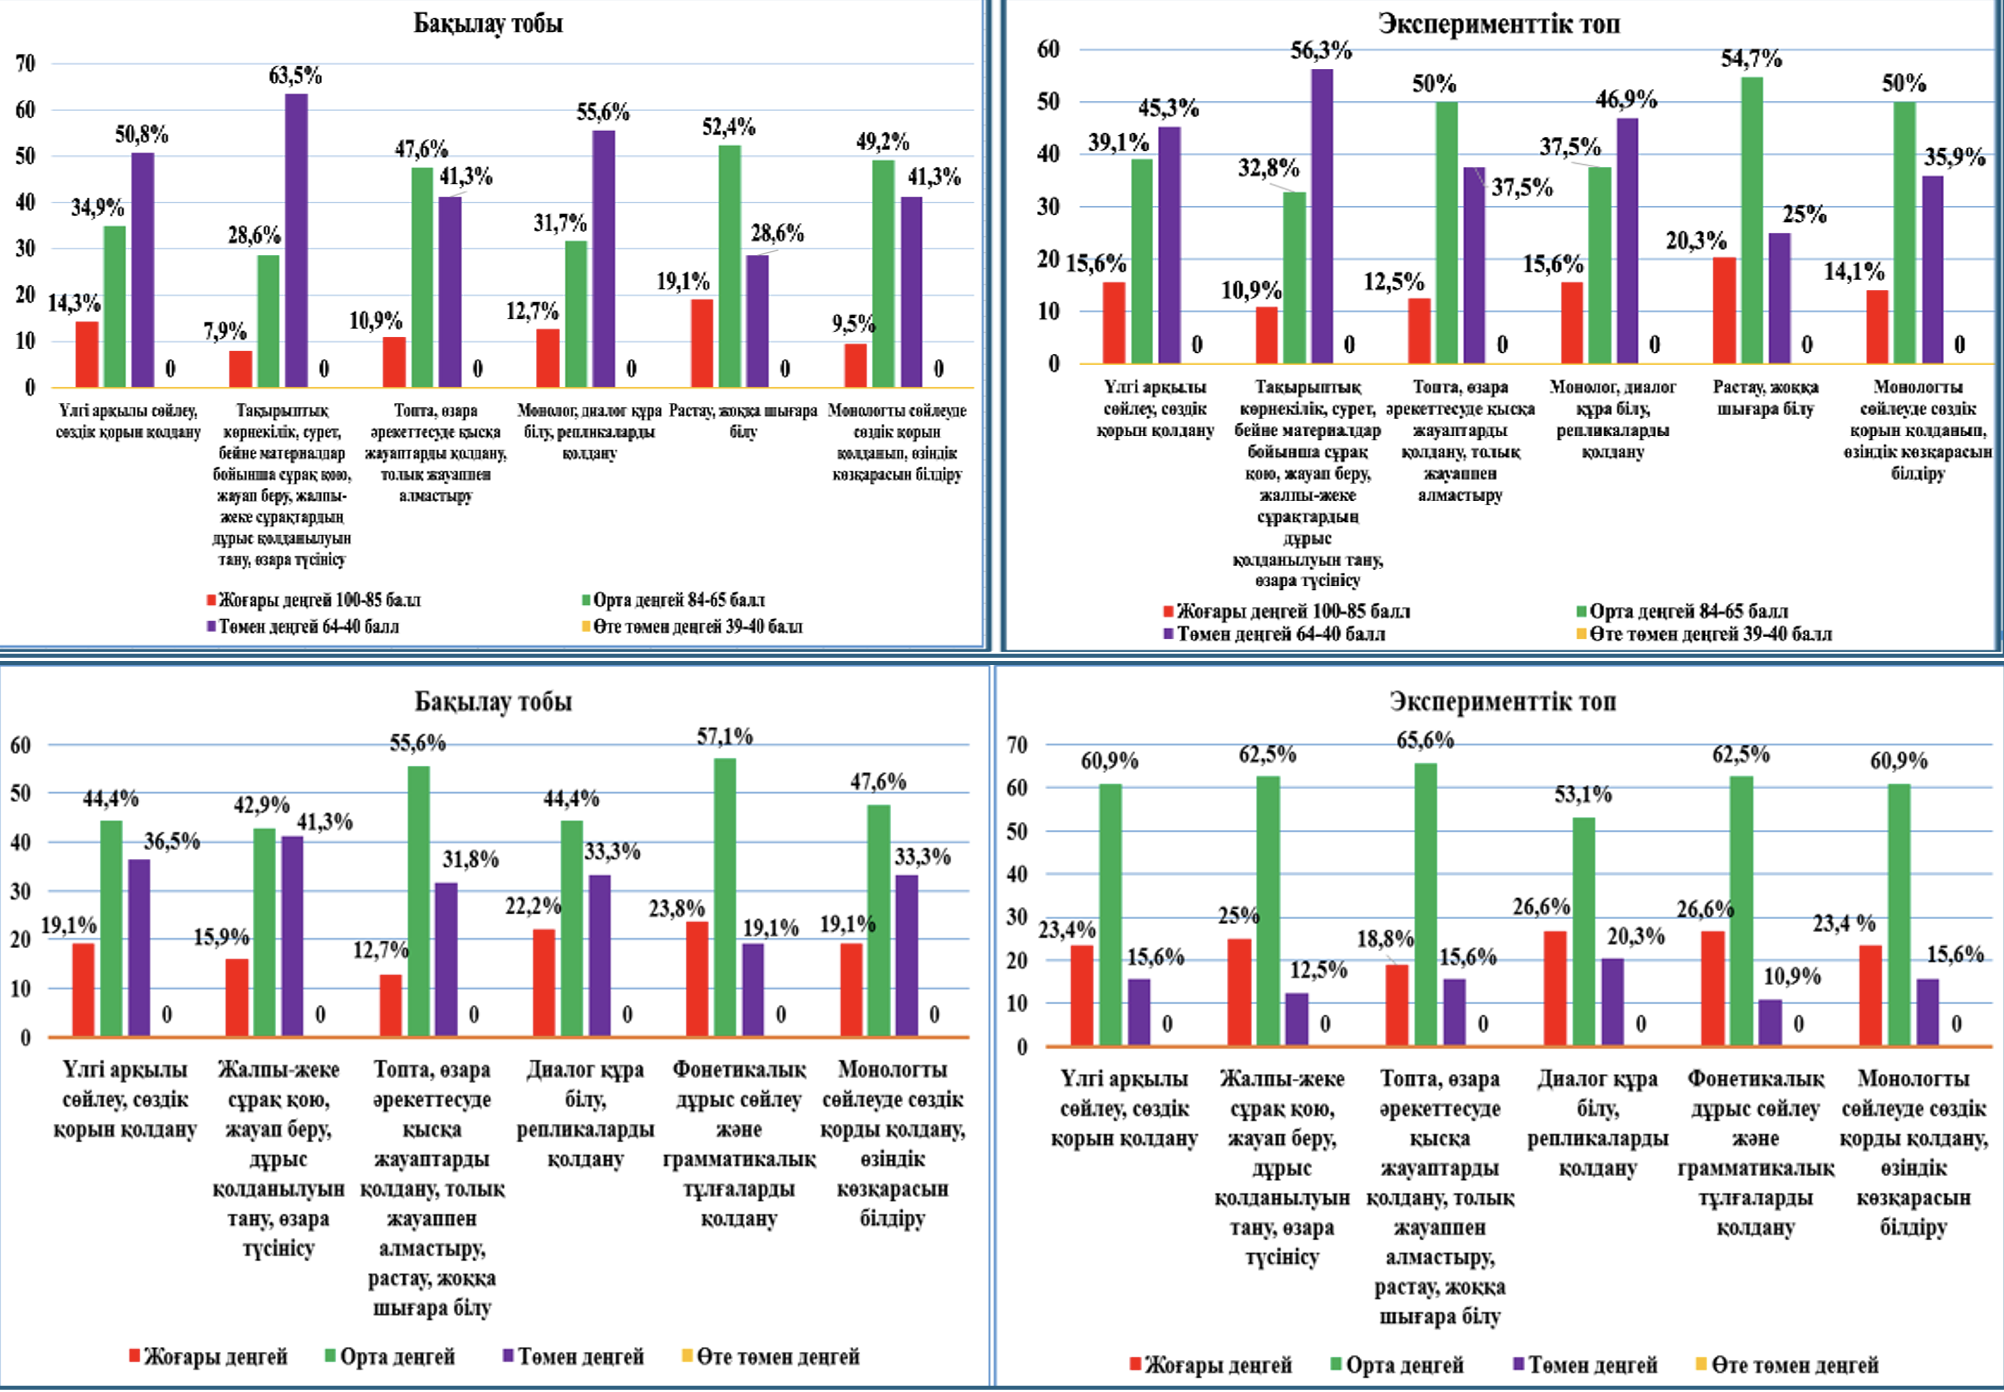 Бақылау тобы
70
60
50
40
30
20
10
0
14,3%
34,9%
50,8%
0
7,9%
28,6%
63,5%
0
10,9%
47,6%
41,3%
0
12,7%
31,7%
55,6%
0
19,1%
52,4%
28,6%
0
9,5%
49,2%
41,3%
0
Үлгі арқылы сөйлеу,
сөздік қорын қолдану
Тақырыптық
көрнекілік, сурет,
бейне материалдар
бойынша сұрақ қою,
жауап беру, жалпы-
жеке сұрақтардың
дұрыс қолданылуын
тану, өзара түсінісу
Топта, өзара
әрекеттесуде қысқа
жауаптарды қолдану,
толық жауаппен
алмастыру
Монолог, диалог құра
білу, репликаларды
қолдану
Растау, жоққа шығара
білу
Монологты сөйлеуде
сөздік қорын
қолданып, өзіндік
көзқарасын білдіру
Жоғары деңгей 100-85 балл
Орта деңгей 84-65 балл
Төмен деңгей 64-40 балл
Өте төмен деңгей 39-40 балл
Эксперименттік топ
60
50
40
30
20
10
0
15,6%
39,1%
45,3%
0
10,9%
32,8%
56,3%
0
12,5%
50%
37,5%
0
15,6%
37,5%
46,9%
0
20,3%
54,7%
25%
0
14,1%
50%
35,9%
0
Үлгі арқылы
сөйлеу, сөздік
қорын қолдану
Тақырыптық
көрнекілік, сурет,
бейне материалдар
бойынша сұрақ
қою, жауап беру,
жалпы-жеке
сұрақтардың
дұрыс
қолданылуын тану,
өзара түсінісу
Топта, өзара
әрекеттесуде қысқа
жауаптарды
қолдану, толық
жауаппен
алмастыру
Монолог, диалог
құра білу,
репликаларды
қолдану
Растау, жоққа
шығара білу
Монологты
сөйлеуде сөздік
қорын қолданып,
өзіндік көзқарасын
білдіру
Жоғары деңгей 100-85 балл
Орта деңгей 84-65 балл
Төмен деңгей 64-40 балл
Өте төмен деңгей 39-40 балл
Бақылау тобы
60
50
40
30
20
10
0
19,1%
44,4%
36,5%
0
15,9%
42,9%
41,3%
0
12,7%
55,6%
31,8%
0
22,2%
44,4%
33,3%
0
23,8%
57,1%
19,1%
0
19,1%
47,6%
33,3%
0
Үлгі арқылы
сөйлеу, сөздік
қорын қолдану
Жалпы-жеке
сұрақ қою,
жауап беру,
дұрыс
қолданылуын
тану, өзара
түсінісу
Топта, өзара
әрекеттесуде
қысқа
жауаптарды
қолдану, толық
жауаппен
алмастыру,
растау, жоққа
шығара білу
Диалог құра
білу,
репликаларды
қолдану
Фонетикалық
дұрыс сөйлеу
және
грамматикалық
тұлғаларды
қолдану
Монологты
сөйлеуде сөздік
қорды қолдану,
өзіндік
көзқарасын
білдіру
Жоғары деңгей
Орта деңгей
Төмен деңгей
Өте төмен деңгей
Эксперименттік топ
70
60
50
40
30
20
10
0
23,4%
60,9%
15,6%
0
25%
62,5%
12,5%
0
18,8%
65,6%
15,6%
0
26,6%
53,1%
20,3%
0
26,6%
62,5%
10,9%
0
23,4 %
60,9%
15,6%
0
Үлгі арқылы
сөйлеу, сөздік
қорын қолдану
Жалпы-жеке
сұрақ қою,
жауап беру,
дұрыс
қолданылуын
тану, өзара
түсінісу
Топта, өзара
әрекеттесуде
қысқа
жауаптарды
қолдану, толық
жауаппен
алмастыру,
растау, жоққа
шығара білу
Диалог құра
білу,
репликаларды
қолдану
Фонетикалық
дұрыс сөйлеу
және
грамматикалық
тұлғаларды
қолдану
Монологты
сөйлеуде сөздік
қорды қолдану,
өзіндік
көзқарасын
білдіру
Жоғары деңгей
Орта деңгей
Төмен деңгей
Өте төмен деңгей